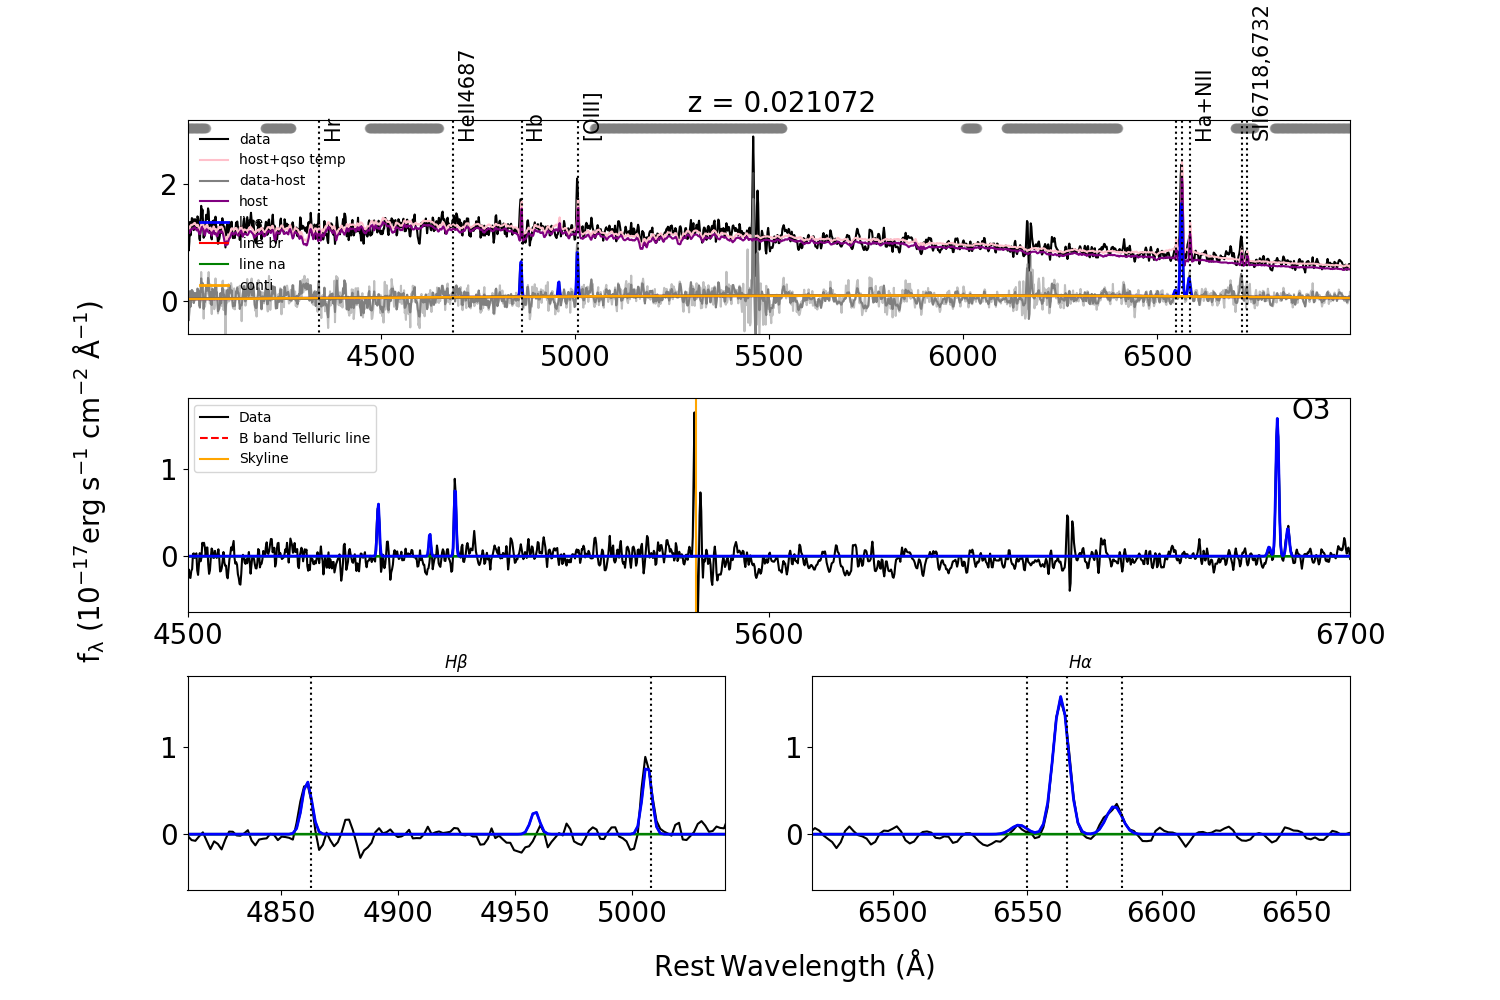 z = 0.021072
Hr
HeII4687
Hb
[OIII]
Ha+NII
SII6718,6732
data
host+qso temp
data-host
host
line
line br
line na
conti
2
0
4500
5000
5500
6000
6500
fλ (10⁻¹⁷erg s⁻¹ cm⁻² Å⁻¹)
O3
Data
B band Telluric line
Skyline
1
0
4500
5600
6700
Hβ
1
0
4850
4900
4950
5000
Hα
1
0
6500
6550
6600
6650
Rest Wavelength (Å)